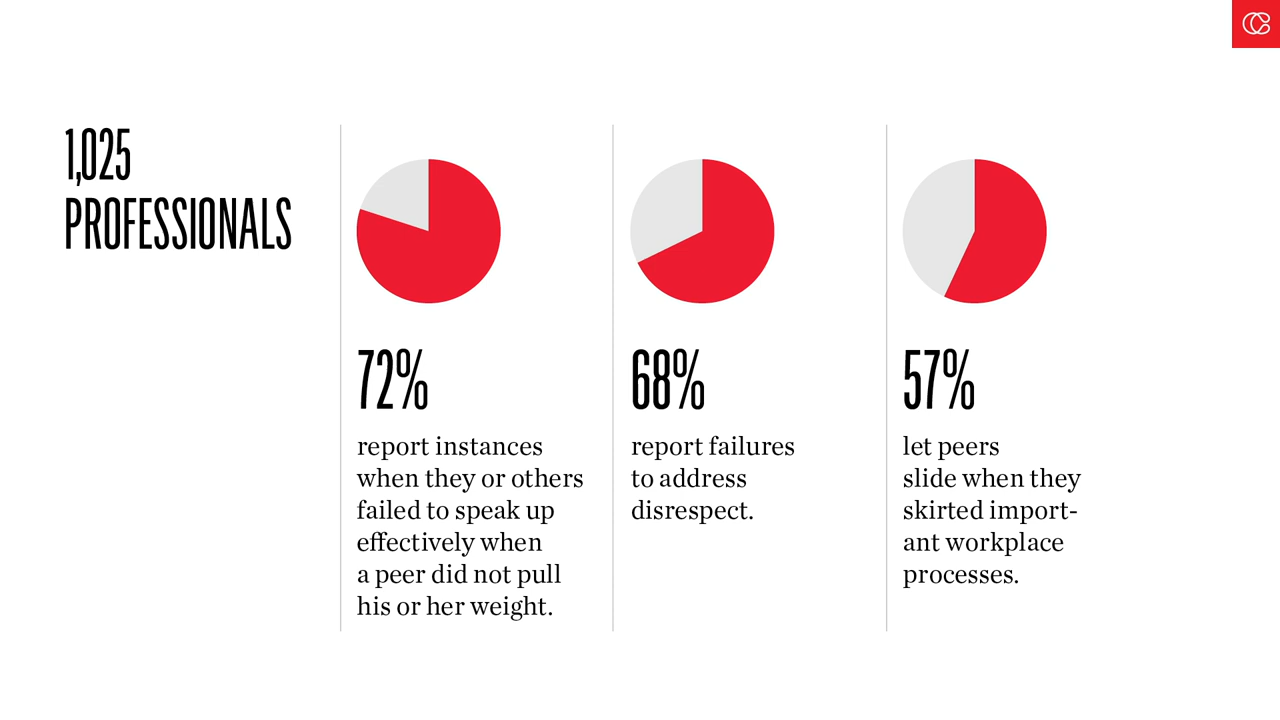 1,025
PROFESSIONALS
72%
report instances
when they or others
failed to speak up
effectively when
a peer did not pull
his or her weight.
68%
report failures
to address
disrespect.
57%
let peers
slide when they
skirted import-
ant workplace
processes.